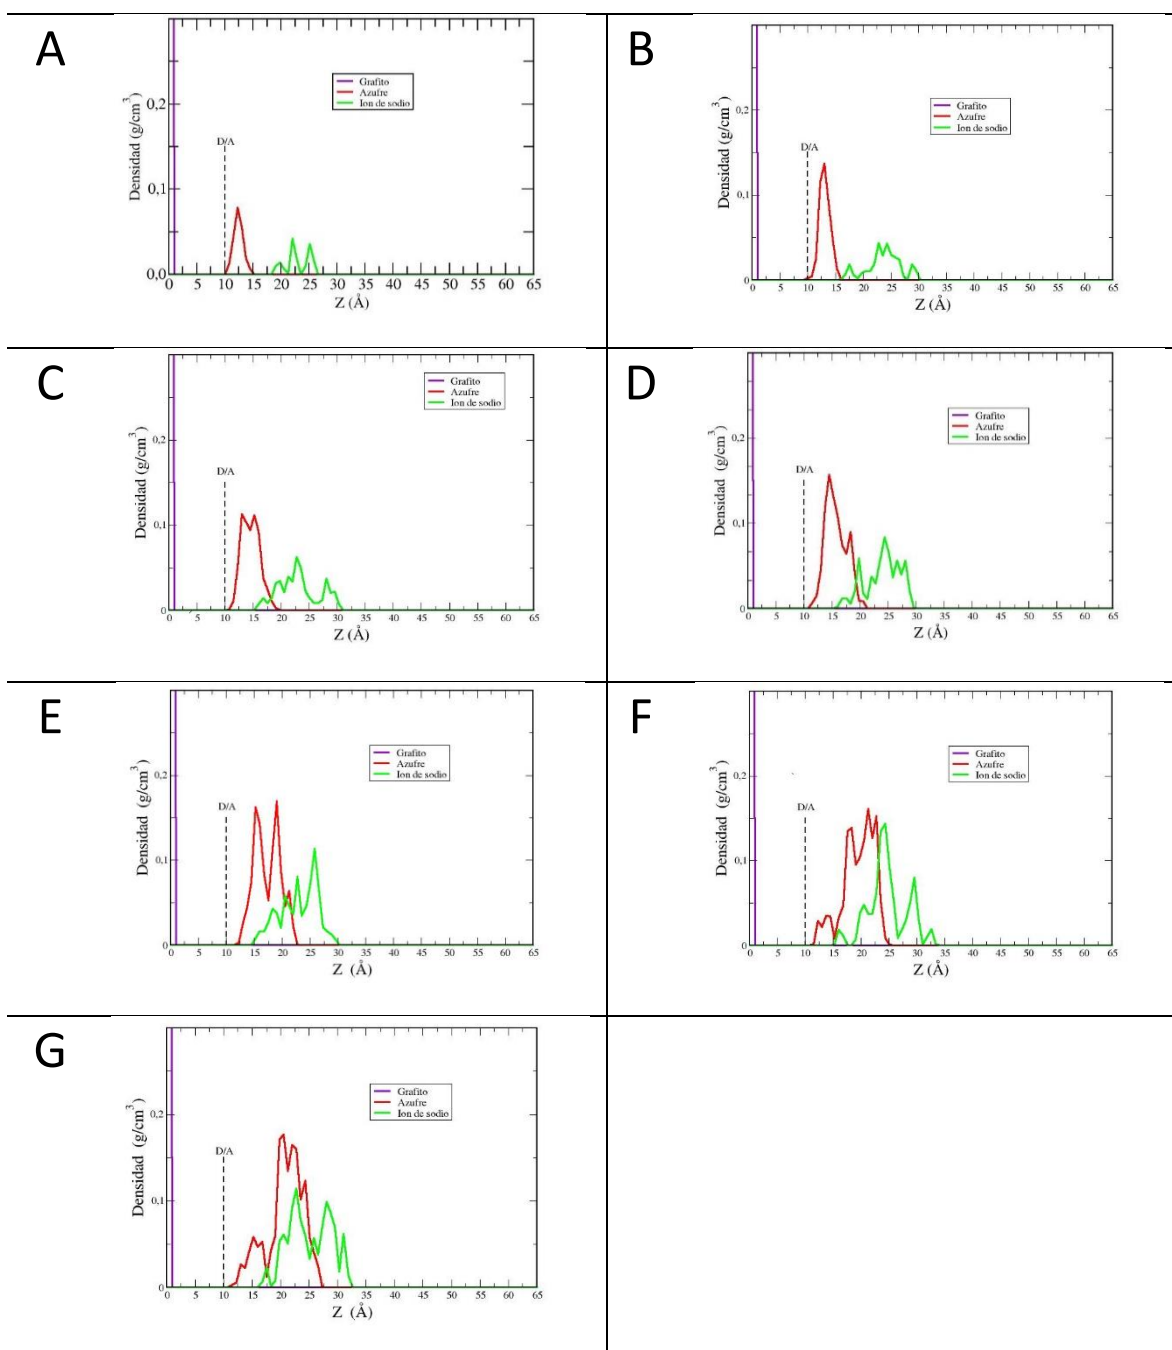 A
Densidad (g/cm³)
0,2
0,1
0,0
D/A
Grafito
Azufre
Ion de sodio
0 5 10 15 20 25 30 35 40 45 50 55 60 65
Z (Å)
B
Densidad (g/cm³)
0,2
0,1
0
D/A
Grafito
Azufre
Ion de sodio
0 5 10 15 20 25 30 35 40 45 50 55 60 65
Z (Å)
C
Densidad (g/cm³)
0,2
0,1
0
D/A
Grafito
Azufre
Ion de sodio
0 5 10 15 20 25 30 35 40 45 50 55 60 65
Z (Å)
D
Densidad (g/cm³)
0,2
0,1
0
D/A
Grafito
Azufre
Ion de sodio
0 5 10 15 20 25 30 35 40 45 50 55 60 65
Z (Å)
E
Densidad (g/cm³)
0,2
0,1
0
D/A
Grafito
Azufre
Ion de sodio
0 5 10 15 20 25 30 35 40 45 50 55 60 65
Z (Å)
F
Densidad (g/cm³)
0,2
0,1
0
D/A
Grafito
Azufre
Ion de sodio
0 5 10 15 20 25 30 35 40 45 50 55 60 65
Z (Å)
G
Densidad (g/cm³)
0,2
0,1
0
D/A
Grafito
Azufre
Ion de sodio
0 5 10 15 20 25 30 35 40 45 50 55 60 65
Z (Å)